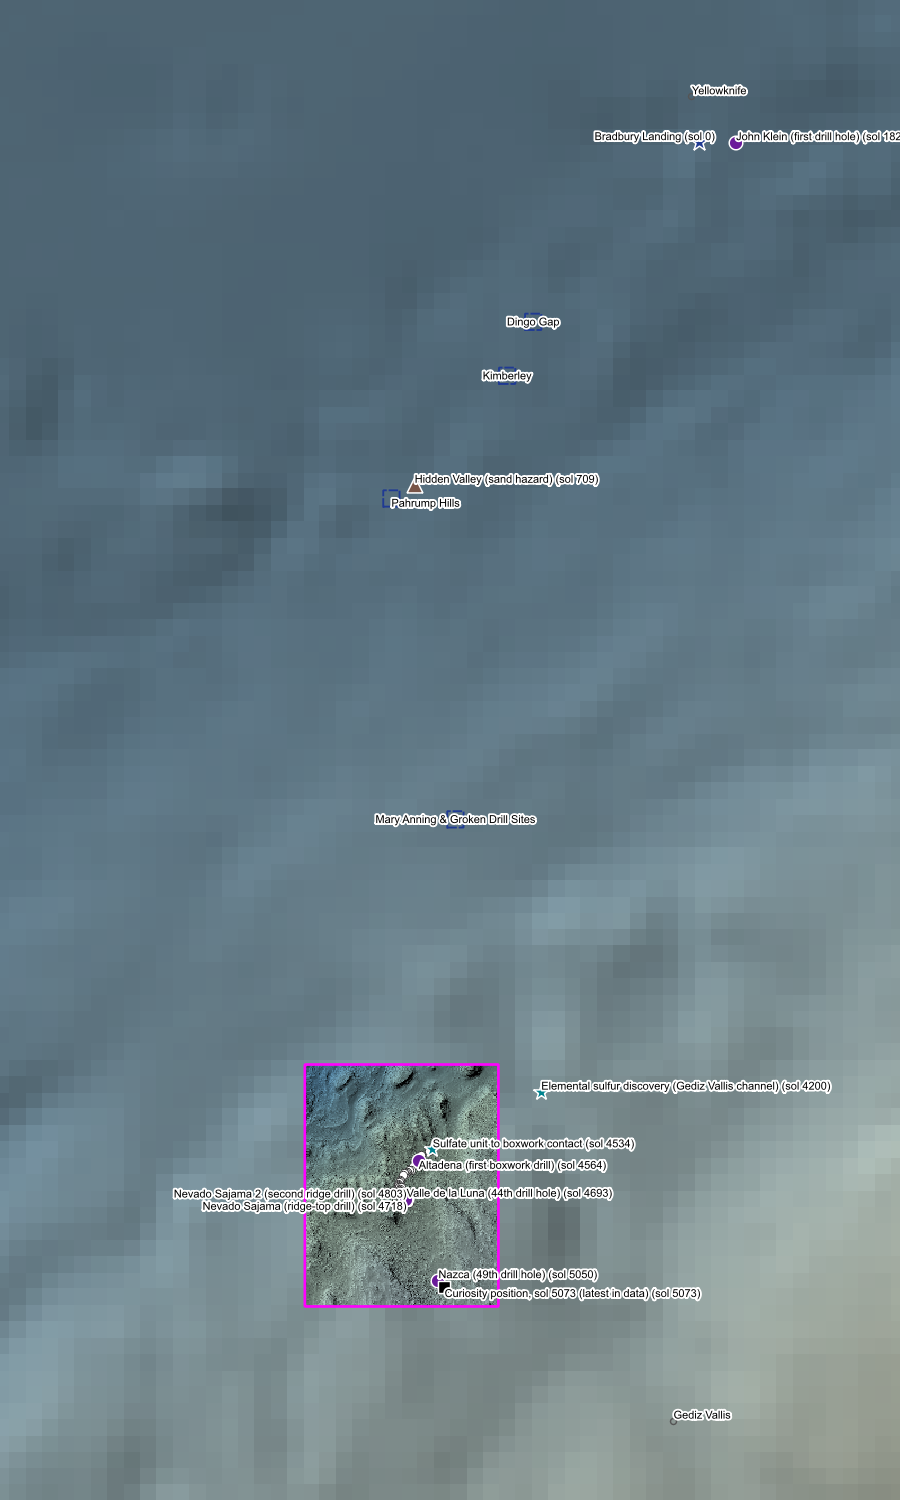 Yellowknife
Bradbury Landing (sol 0)
John Klein (first drill hole) (sol 182
Dingo Gap
Kimberley
Hidden Valley (sand hazard) (sol 709)
Pahrump Hills
Mary Anning & Groken Drill Sites
Elemental sulfur discovery (Gediz Vallis channel) (sol 4200)
Sulfate unit to boxwork contact (sol 4534)
Altadena (first boxwork drill) (sol 4564)
Nevado Sajama 2 (second ridge drill) (sol 4803)
Valle de la Luna (44th drill hole) (sol 4693)
Nevado Sajama (ridge-top drill) (sol 4718)
Nazca (49th drill hole) (sol 5050)
Curiosity position, sol 5073 (latest in data) (sol 5073)
Gediz Vallis